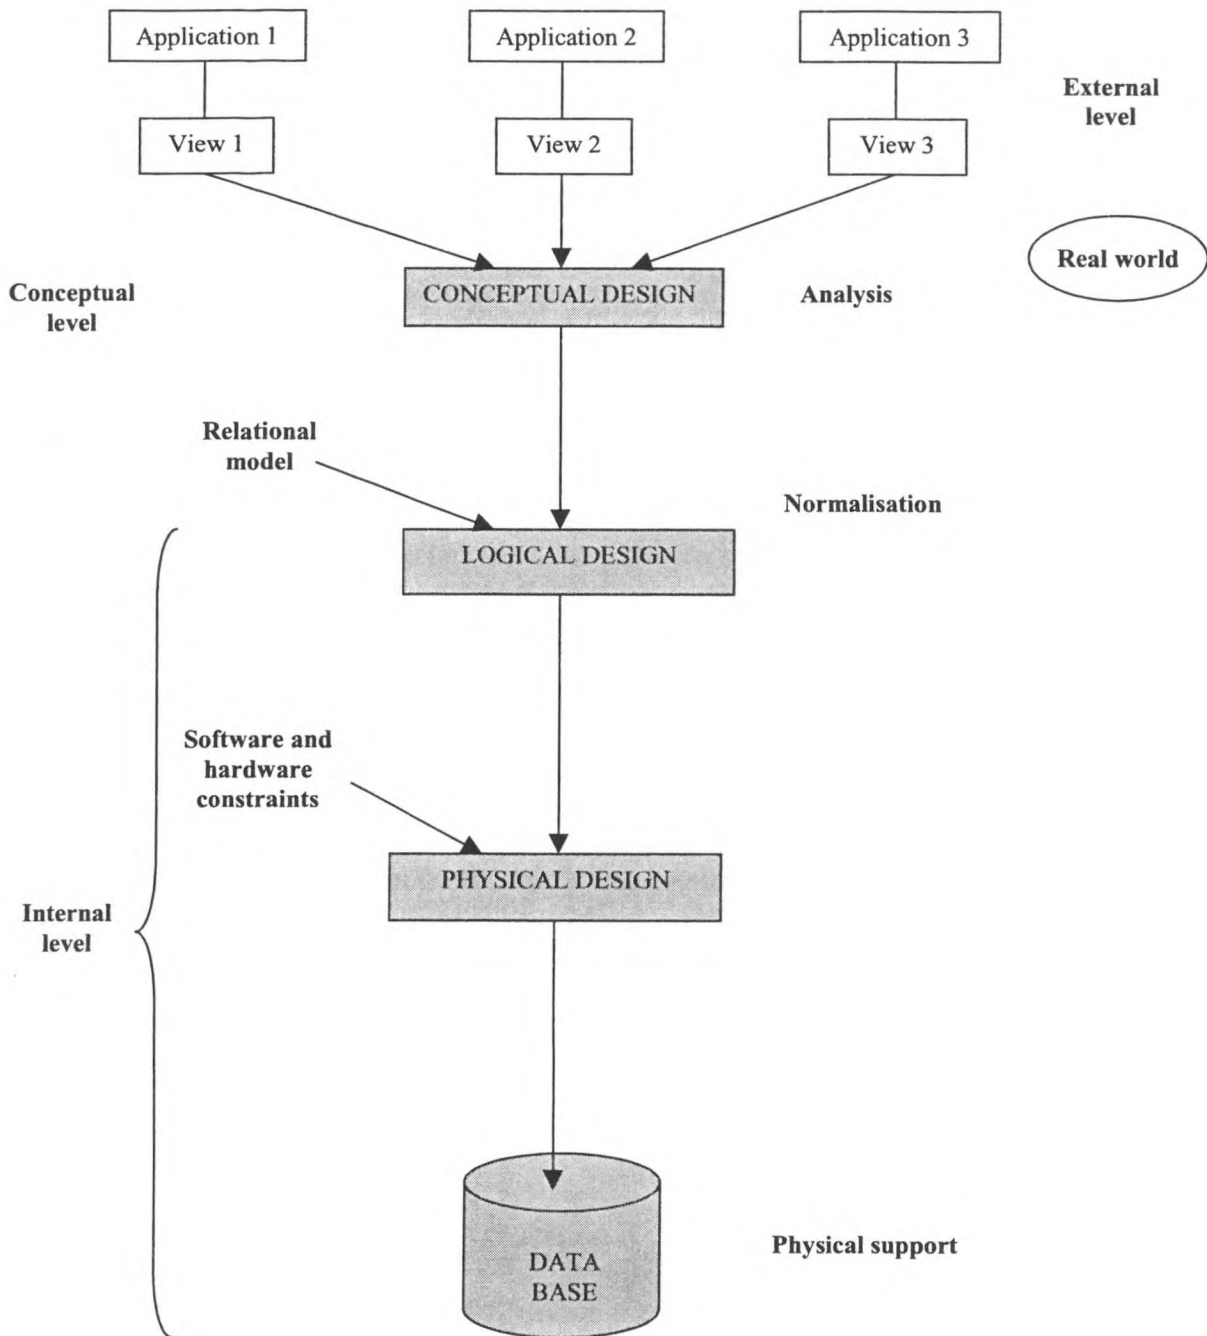 Application 1
Application 2
Application 3
External
level
View 1
View 2
View 3
Real world
Conceptual
level
CONCEPTUAL DESIGN
Analysis
Relational
model
Normalisation
LOGICAL DESIGN
Software and
hardware
constraints
PHYSICAL DESIGN
Internal
level
DATA
BASE
Physical support